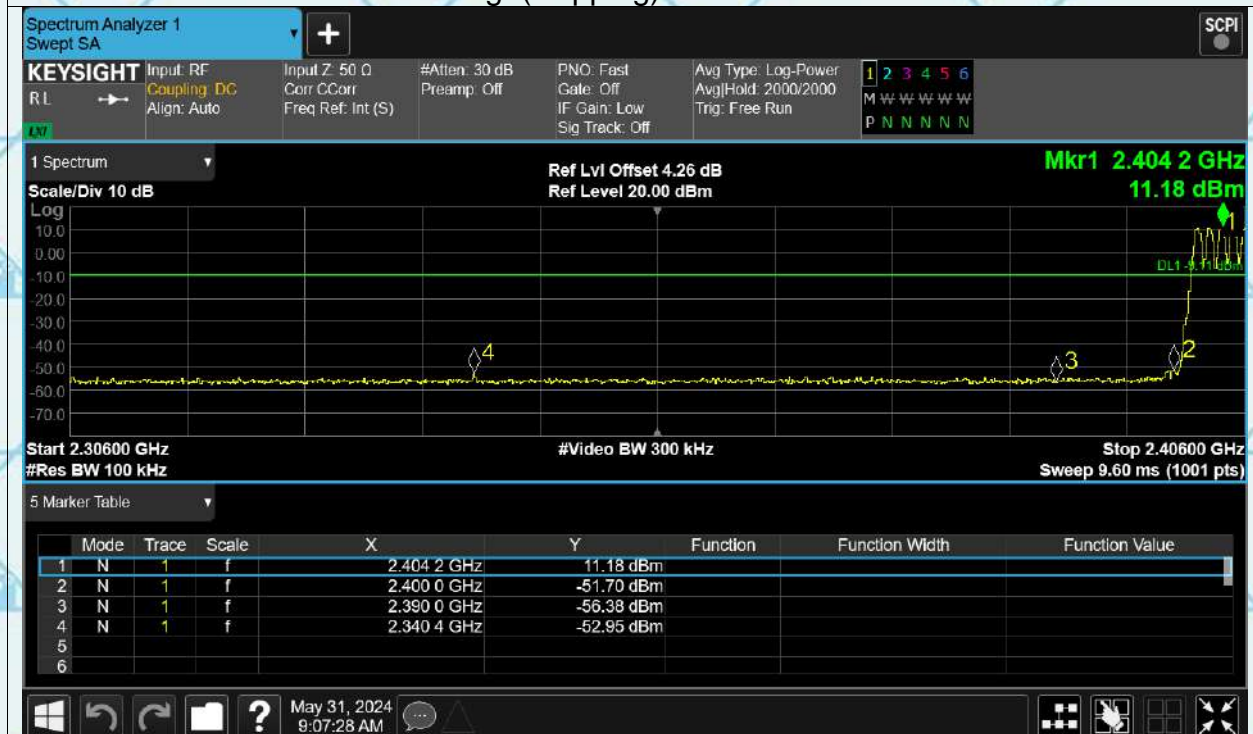 (Hopping)
Spectrum Analyzer 1
Swept SA
+
SCPI
KEYSIGHT
RL
LXI
Input: RF
Coupling: DC
Align: Auto
Input Z: 50 Ω
Corr CCorr
Freq Ref: Int (S)
#Atten: 30 dB
Preamp: Off
PNO: Fast
Gate: Off
IF Gain: Low
Sig Track: Off
Avg Type: Log-Power
Avg|Hold: 2000/2000
Trig: Free Run
1 2 3 4 5 6
M W W W W W
P N N N N N
1 Spectrum
Scale/Div 10 dB
Ref Lvl Offset 4.26 dB
Ref Level 20.00 dBm
Mkr1 2.404 2 GHz
11.18 dBm
Log
10.0
0.00
-10.0
-20.0
-30.0
-40.0
-50.0
-60.0
-70.0
1
DL1 -9.11 dBm
4
3
2
Start 2.30600 GHz
#Video BW 300 kHz
Stop 2.40600 GHz
#Res BW 100 kHz
Sweep 9.60 ms (1001 pts)
5 Marker Table
Mode Trace Scale X Y Function Function Width Function Value
1 N 1 f 2.404 2 GHz 11.18 dBm
2 N 1 f 2.400 0 GHz -51.70 dBm
3 N 1 f 2.390 0 GHz -56.38 dBm
4 N 1 f 2.340 4 GHz -52.95 dBm
5
6
?
May 31, 2024
9:07:28 AM